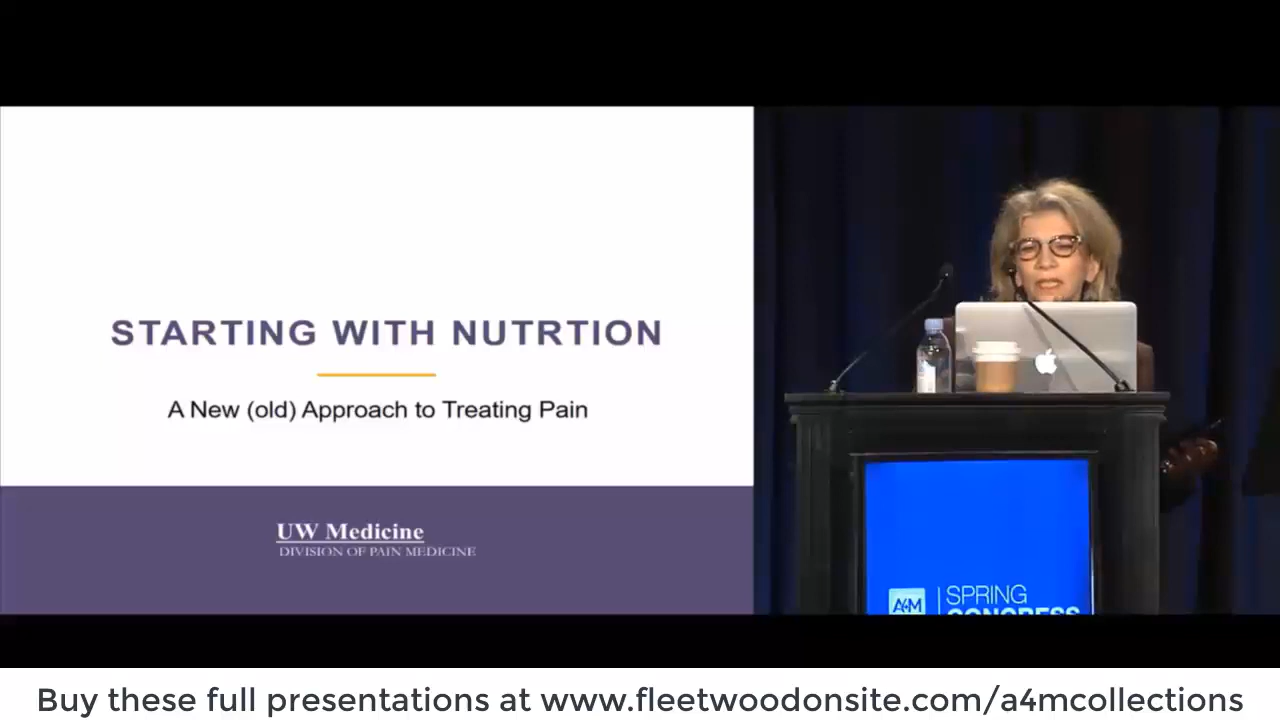 STARTING WITH NUTRTION
A New (old) Approach to Treating Pain
UW Medicine
DIVISION OF PAIN MEDICINE
A4M
SPRING
CONGRESS
Buy these full presentations at www.fleetwoodonsite.com/a4mcollections